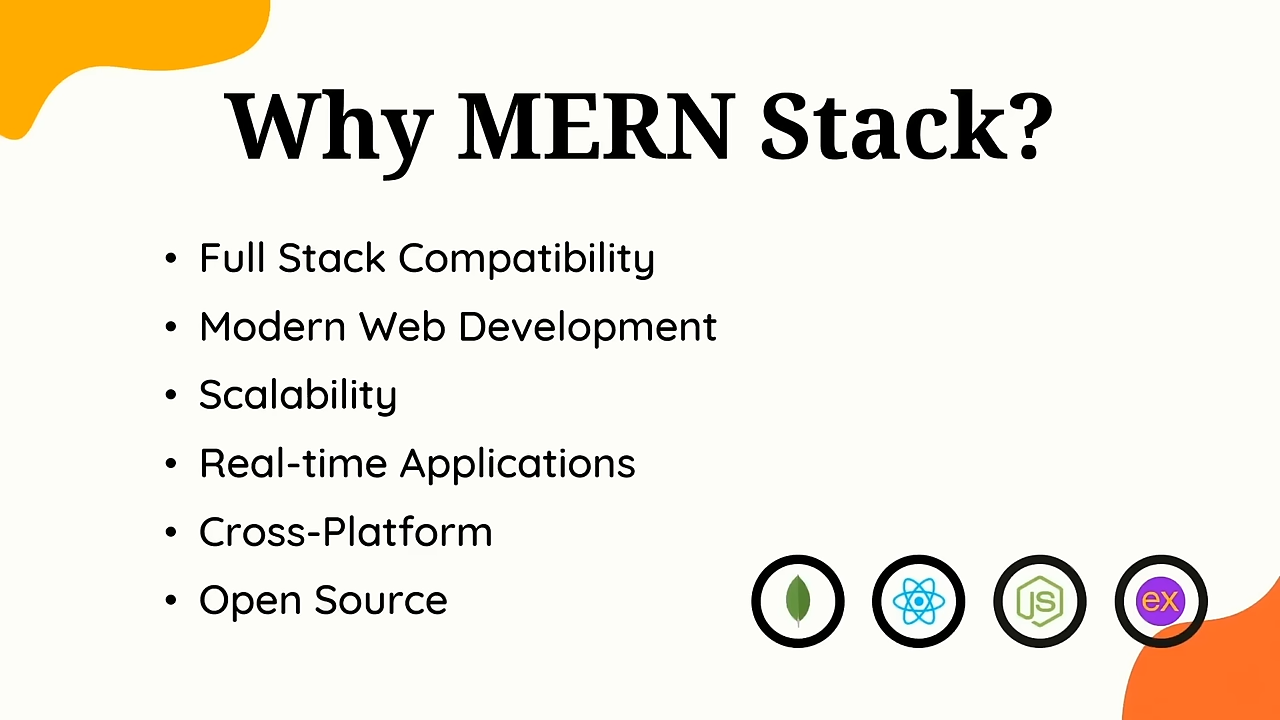 Why MERN Stack?
• Full Stack Compatibility
• Modern Web Development
• Scalability
• Real-time Applications
• Cross-Platform
• Open Source
JS
ex